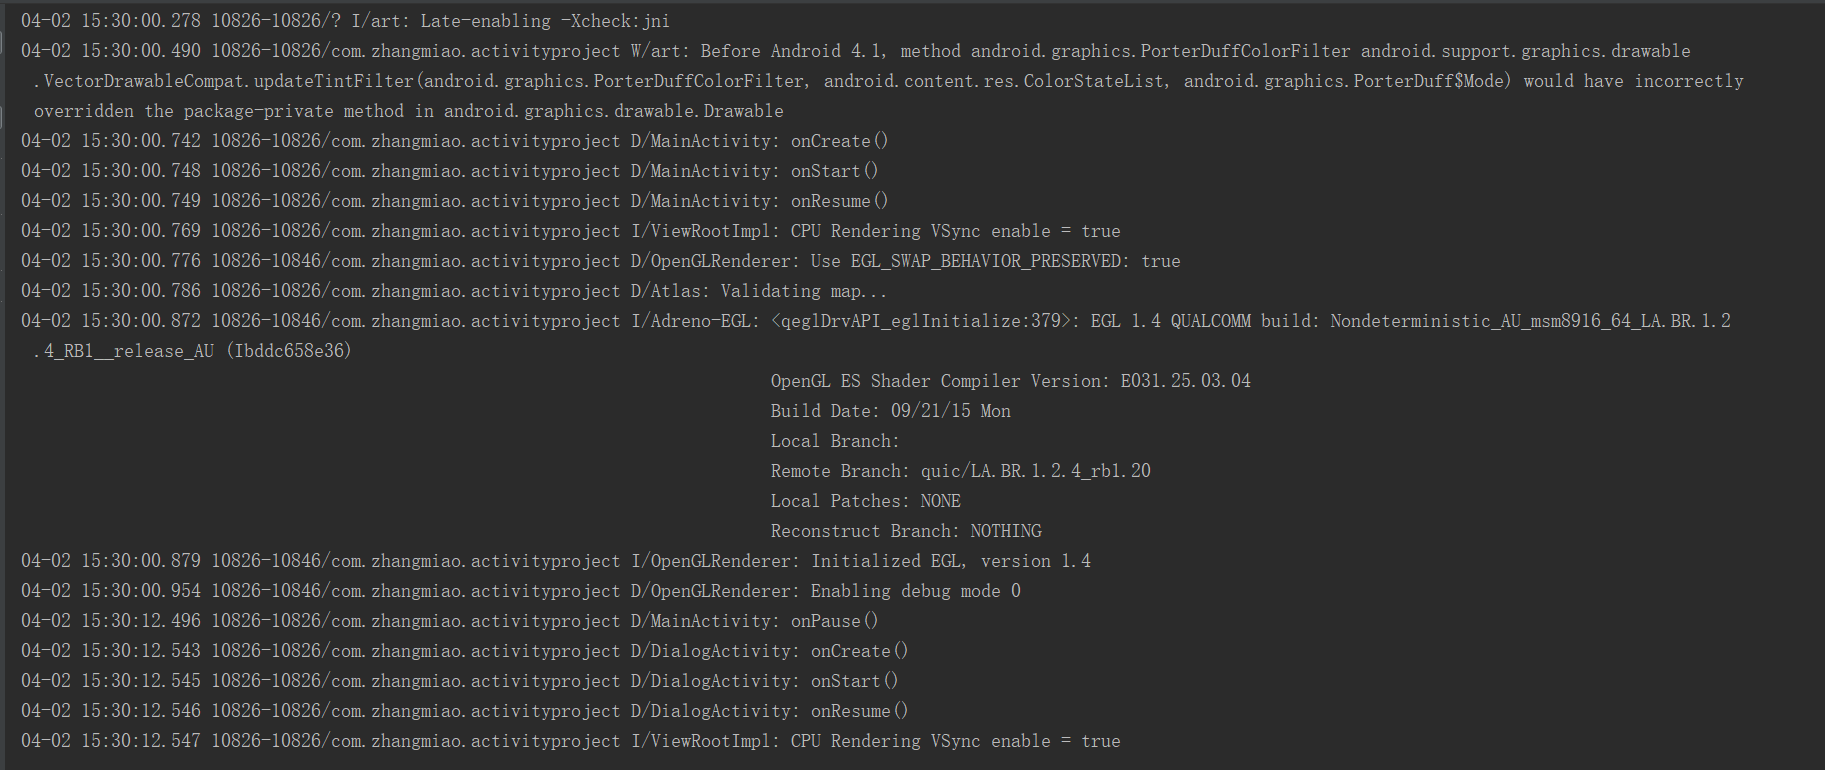 04-02 15:30:00.278 10826-10826/? I/art: Late-enabling -Xcheck:jni
04-02 15:30:00.490 10826-10826/com.zhangmiao.activityproject W/art: Before Android 4.1, method android.graphics.PorterDuffColorFilter android.support.graphics.drawable
.VectorDrawableCompat.updateTintFilter(android.graphics.PorterDuffColorFilter, android.content.res.ColorStateList, android.graphics.PorterDuff$Mode) would have incorrectly
overridden the package-private method in android.graphics.drawable.Drawable
04-02 15:30:00.742 10826-10826/com.zhangmiao.activityproject D/MainActivity: onCreate()
04-02 15:30:00.748 10826-10826/com.zhangmiao.activityproject D/MainActivity: onStart()
04-02 15:30:00.749 10826-10826/com.zhangmiao.activityproject D/MainActivity: onResume()
04-02 15:30:00.769 10826-10826/com.zhangmiao.activityproject I/ViewRootImpl: CPU Rendering VSync enable = true
04-02 15:30:00.776 10826-10846/com.zhangmiao.activityproject D/OpenGLRenderer: Use EGL_SWAP_BEHAVIOR_PRESERVED: true
04-02 15:30:00.786 10826-10826/com.zhangmiao.activityproject D/Atlas: Validating map...
04-02 15:30:00.872 10826-10846/com.zhangmiao.activityproject I/Adreno-EGL: <qeglDrvAPI_eglInitialize:379>: EGL 1.4 QUALCOMM build: Nondeterministic_AU_msm8916_64_LA.BR.1.2
.4_RB1__release_AU (Ibddc658e36)
OpenGL ES Shader Compiler Version: E031.25.03.04
Build Date: 09/21/15 Mon
Local Branch:
Remote Branch: quic/LA.BR.1.2.4_rb1.20
Local Patches: NONE
Reconstruct Branch: NOTHING
04-02 15:30:00.879 10826-10846/com.zhangmiao.activityproject I/OpenGLRenderer: Initialized EGL, version 1.4
04-02 15:30:00.954 10826-10846/com.zhangmiao.activityproject D/OpenGLRenderer: Enabling debug mode 0
04-02 15:30:12.496 10826-10826/com.zhangmiao.activityproject D/MainActivity: onPause()
04-02 15:30:12.543 10826-10826/com.zhangmiao.activityproject D/DialogActivity: onCreate()
04-02 15:30:12.545 10826-10826/com.zhangmiao.activityproject D/DialogActivity: onStart()
04-02 15:30:12.546 10826-10826/com.zhangmiao.activityproject D/DialogActivity: onResume()
04-02 15:30:12.547 10826-10826/com.zhangmiao.activityproject I/ViewRootImpl: CPU Rendering VSync enable = true